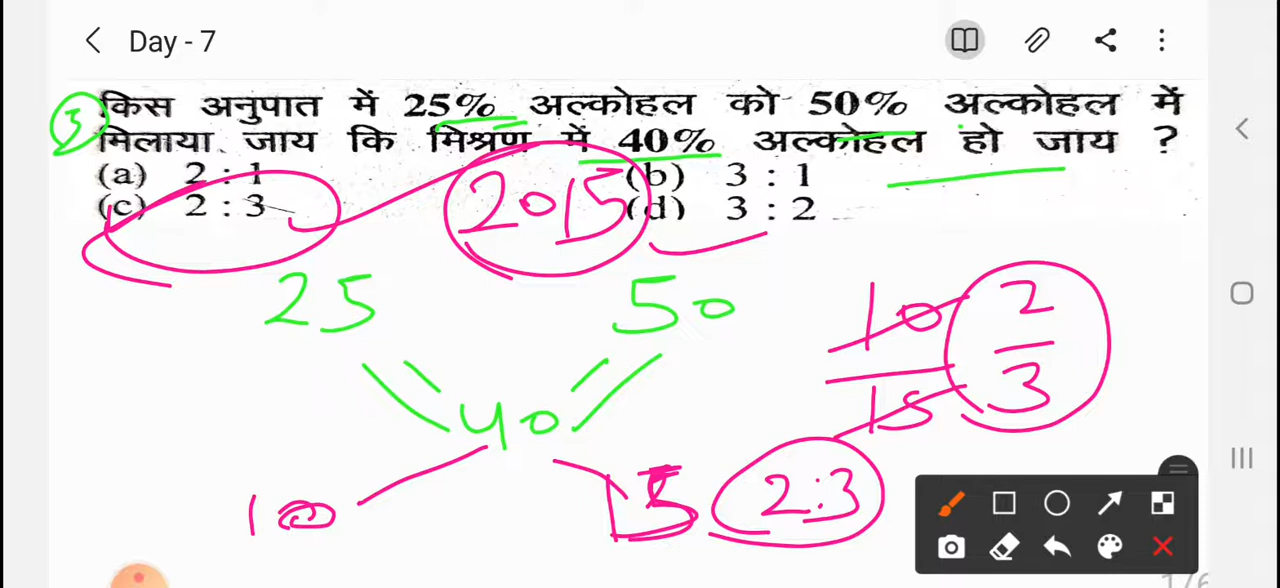 Day - 7
3 किस अनुपात में 25% अल्कोहल को 50% अल्कोहल में
मिलाया जाय कि मिश्रण में 40% अल्कोहल हो जाय ?
(a) 2 : 1 (b) 3 : 1
(c) 2 : 3 (d) 3 : 2
2015
25 50
10 2
15 3
40
10 15 2:3